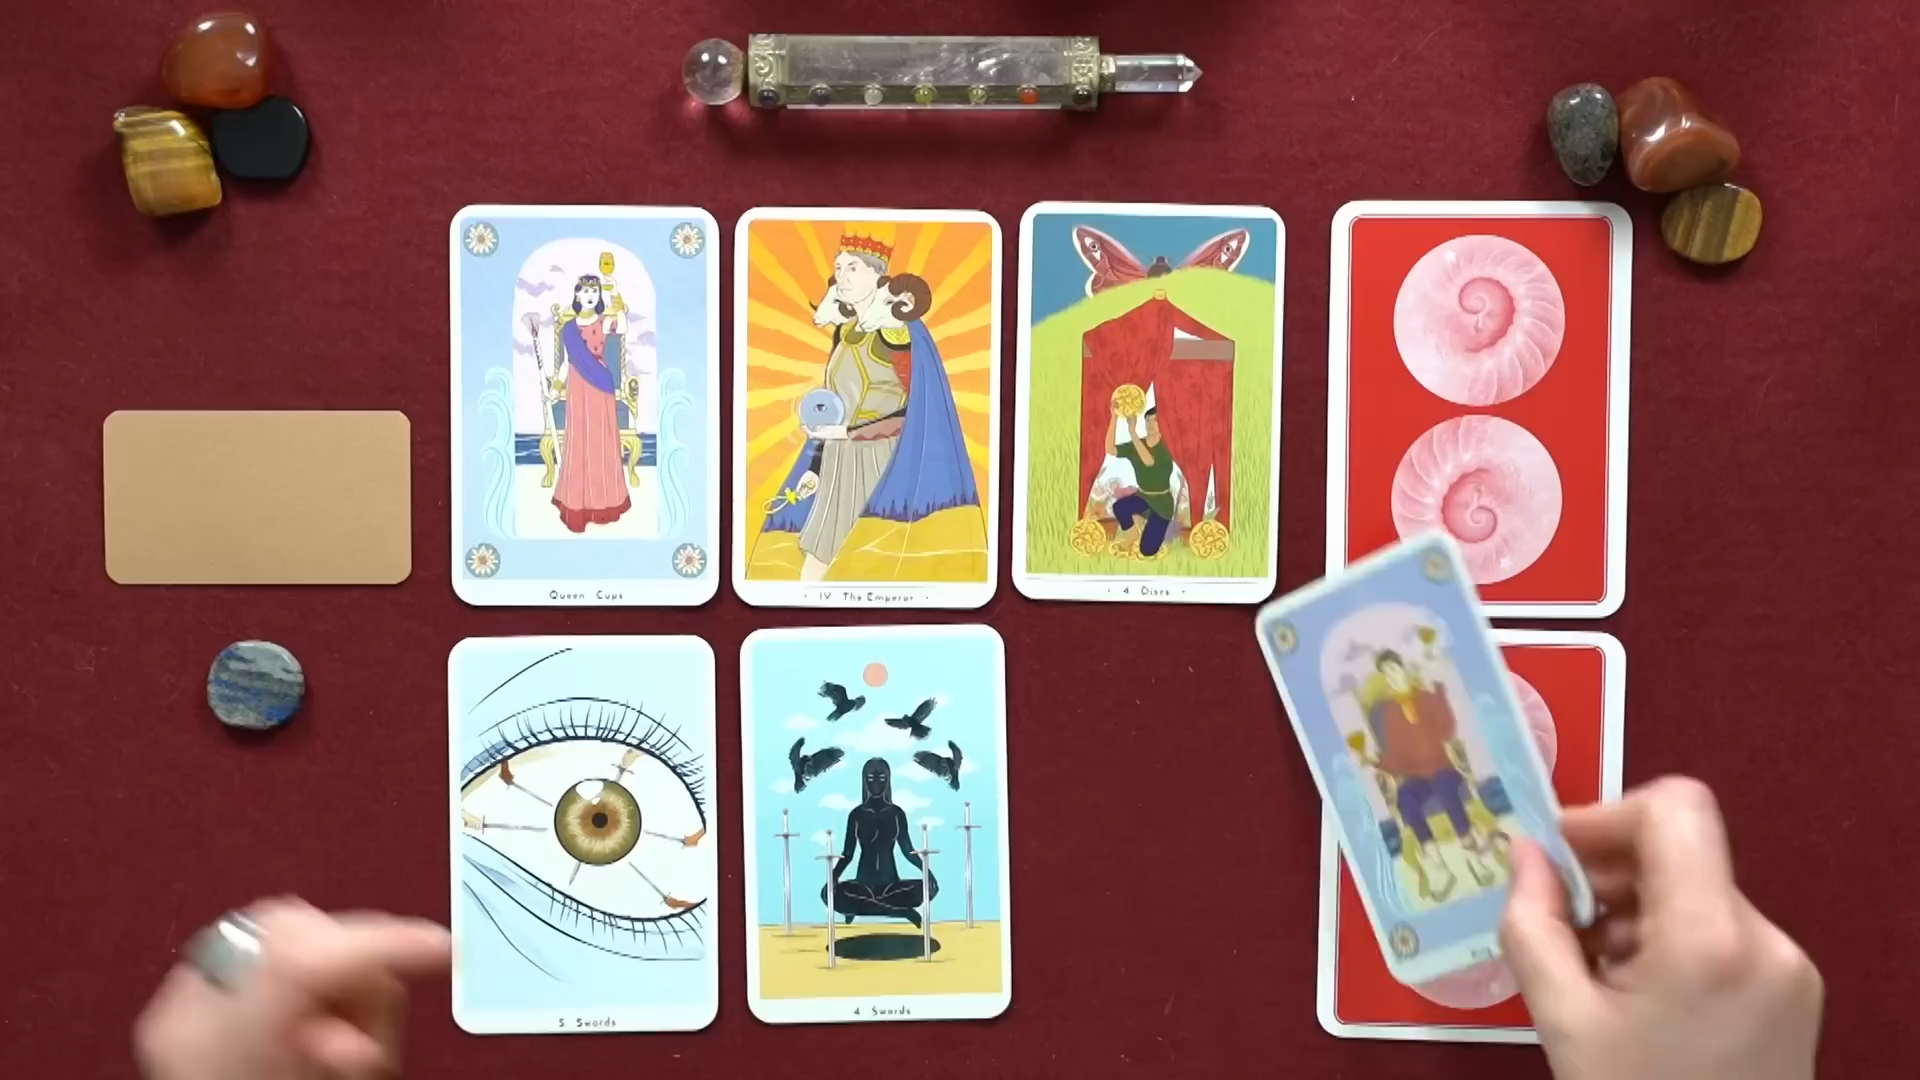 Queen Cups
· IV The Emperor ·
· 4 Discs ·
5 Swords
4 Swords